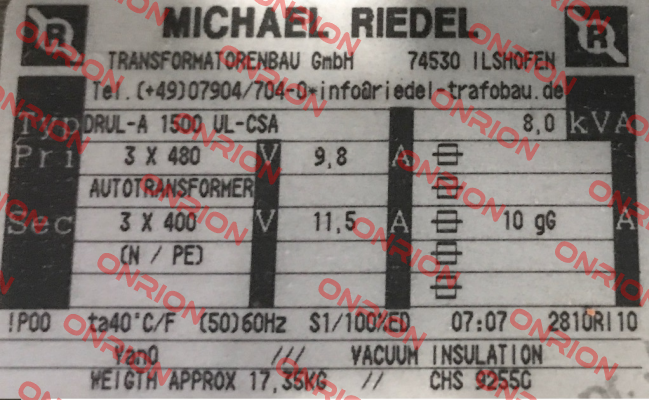 MICHAEL RIEDEL
TRANSFORMATORENBAU GmbH 74530 ILSHOFEN
Tel. (+49)07904/704-0*info@riedel-trafobau.de
Typ DRUL-A 1500 UL-CSA 8,0 kVA
Pri 3 X 480 V 9,8 A
AUTOTRANSFORMER
Sec 3 X 400 V 11,5 A 10 gG A
(N / PE)
IP00 ta40°C/F (50)60Hz S1/100%ED 07:07 2810RI10
Yan0 /// VACUUM INSULATION
WEIGTH APPROX 17,35KG // CHS 9255G
ONRION